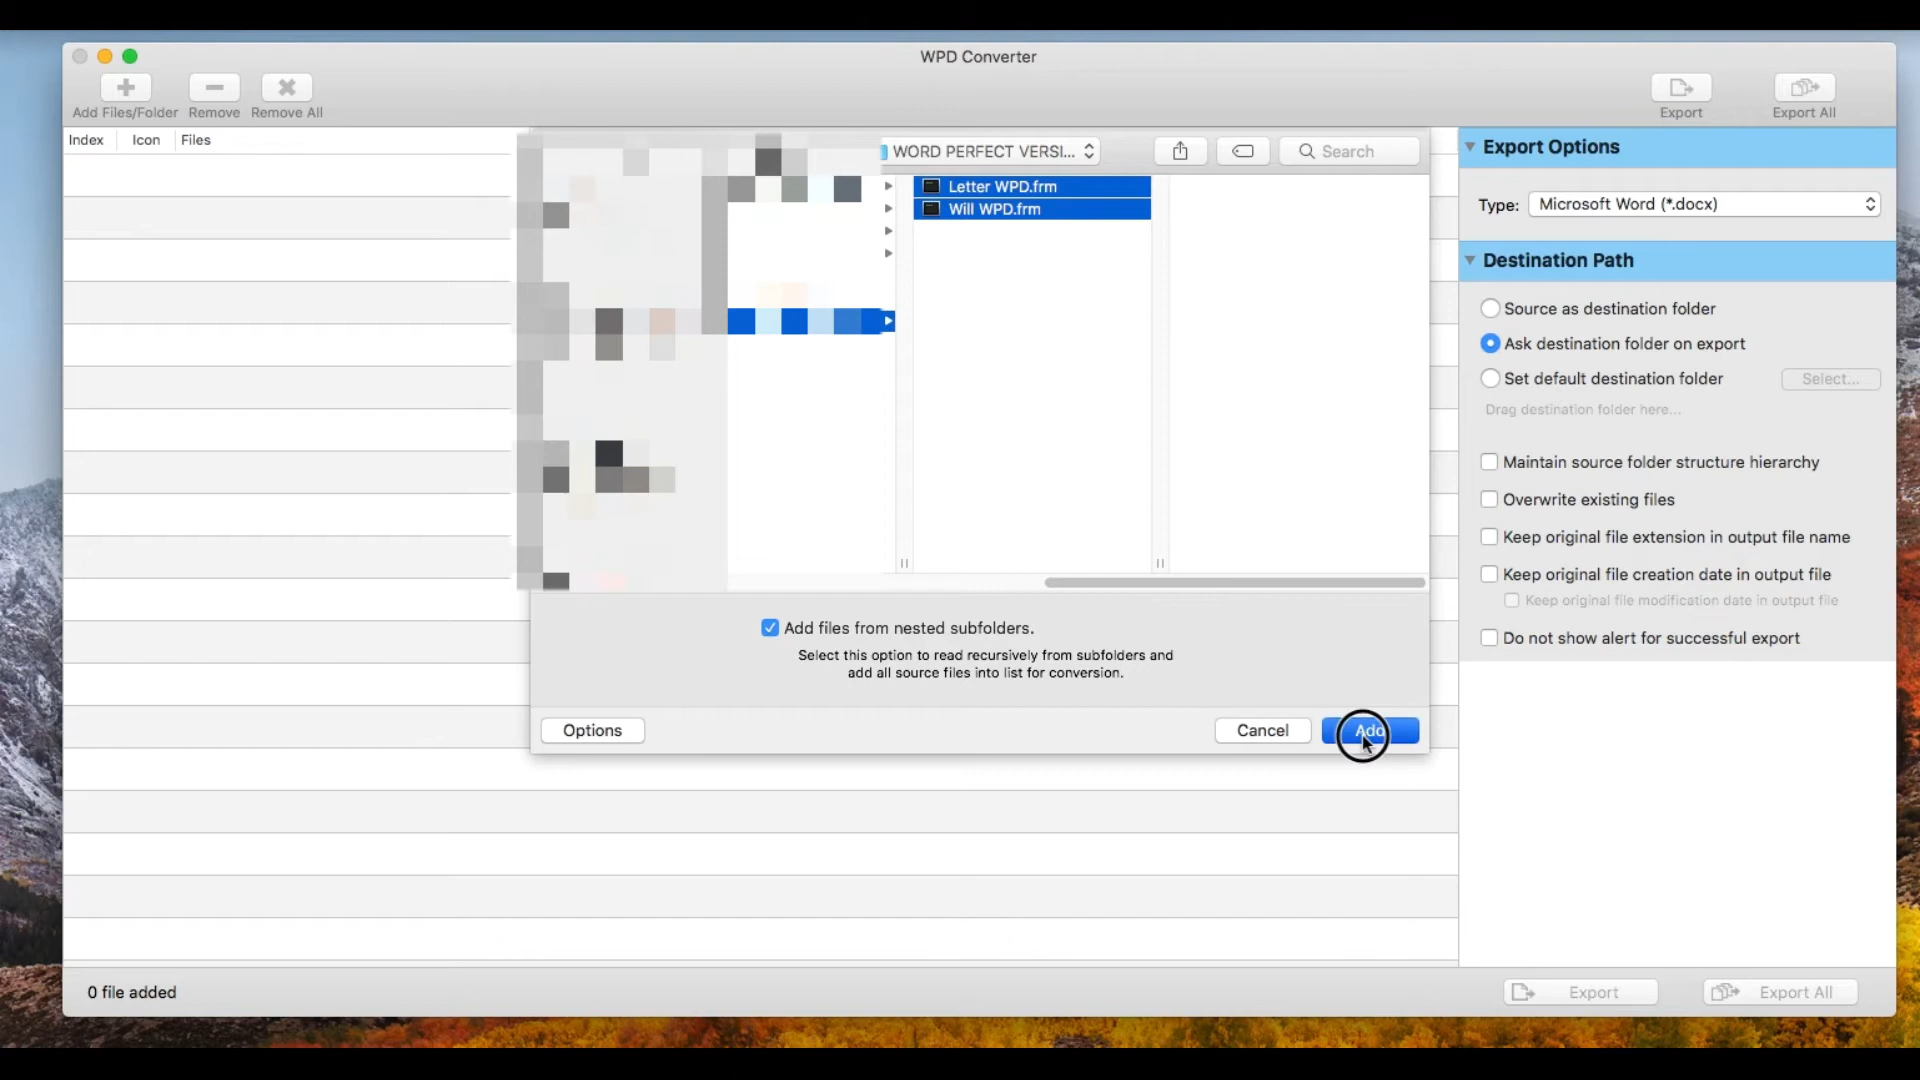 WPD Converter
Add Files/Folder
Remove
Remove All
Export
Export All
Index
Icon
Files
WORD PERFECT VERSI...
Search
Letter WPD.frm
Will WPD.frm
Export Options
Type:
Microsoft Word (*.docx)
Destination Path
Source as destination folder
Ask destination folder on export
Set default destination folder
Select...
Drag destination folder here...
Maintain source folder structure hierarchy
Overwrite existing files
Keep original file extension in output file name
Keep original file creation date in output file
Keep original file modification date in output file
Do not show alert for successful export
Add files from nested subfolders.
Select this option to read recursively from subfolders and
add all source files into list for conversion.
Options
Cancel
Add
0 file added
Export
Export All